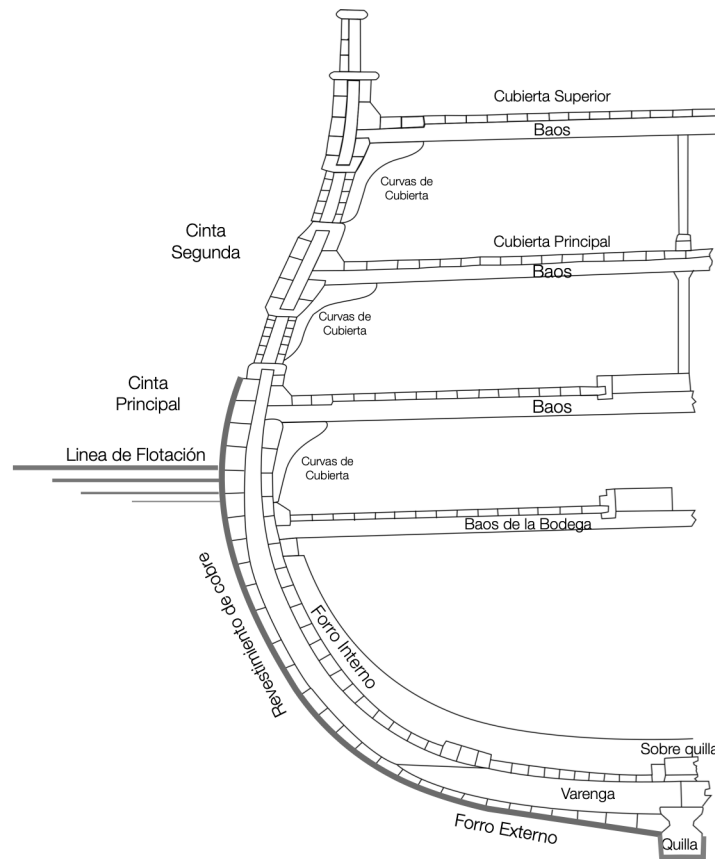 Cubierta Superior
Baos
Curvas de
Cubierta
Cinta
Segunda
Cubierta Principal
Baos
Curvas de
Cubierta
Cinta
Principal
Baos
Linea de Flotación
Curvas de
Cubierta
Baos de la Bodega
Revestimiento de cobre
Forro Interno
Sobre quilla
Varenga
Forro Externo
Quilla